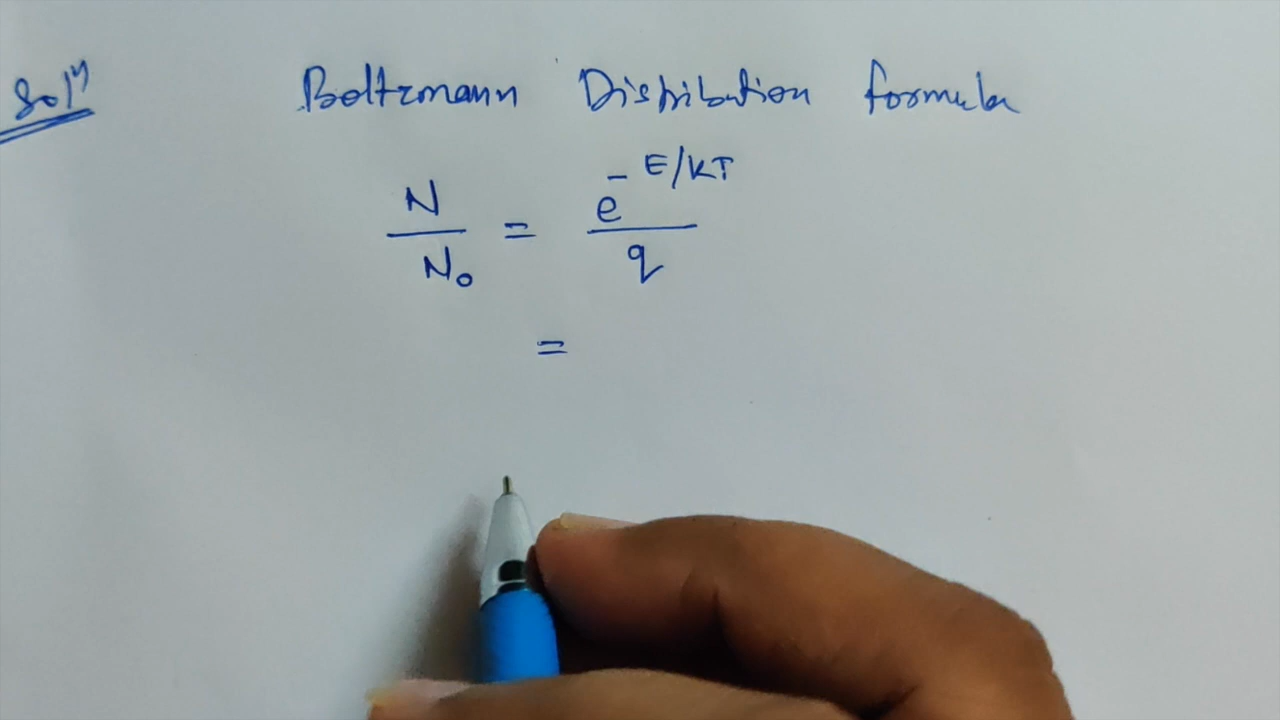 Soln
Boltzmann Distribution formula
N/N₀ = e^(-E/KT)/q
=